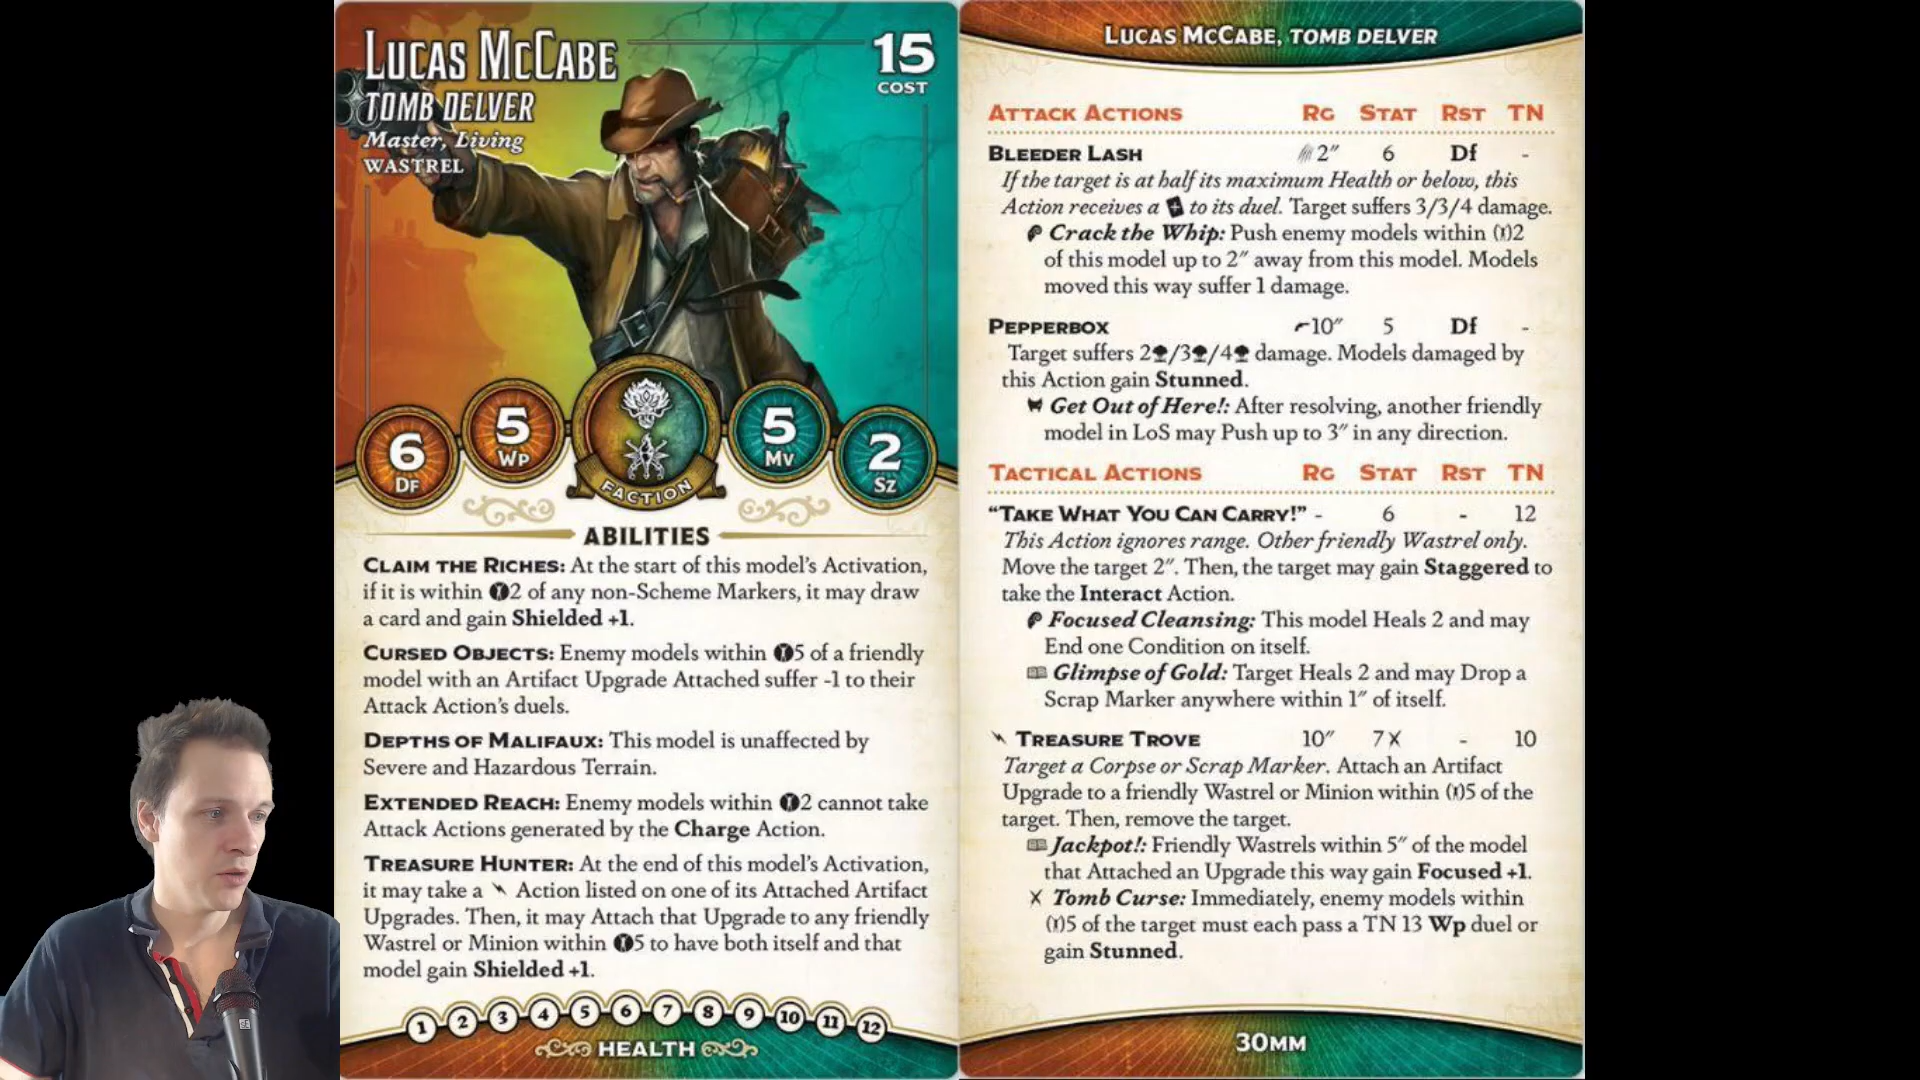 LUCAS MCCABE
TOMB DELVER
Master, Living
WASTREL
15
COST
6
DF
5
WP
FACTION
5
MV
2
SZ
ABILITIES
CLAIM THE RICHES: At the start of this model's Activation,
if it is within 2 of any non-Scheme Markers, it may draw
a card and gain Shielded +1.
CURSED OBJECTS: Enemy models within 5 of a friendly
model with an Artifact Upgrade Attached suffer -1 to their
Attack Action's duels.
DEPTHS OF MALIFAUX: This model is unaffected by
Severe and Hazardous Terrain.
EXTENDED REACH: Enemy models within 2 cannot take
Attack Actions generated by the Charge Action.
TREASURE HUNTER: At the end of this model's Activation,
it may take a Action listed on one of its Attached Artifact
Upgrades. Then, it may Attach that Upgrade to any friendly
Wastrel or Minion within 5 to have both itself and that
model gain Shielded +1.
1 2 3 4 5 6 7 8 9 10 11 12
HEALTH
LUCAS MCCABE, TOMB DELVER
ATTACK ACTIONS RG STAT RST TN
BLEEDER LASH 2" 6 Df -
If the target is at half its maximum Health or below, this
Action receives a + to its duel. Target suffers 3/3/4 damage.
Crack the Whip: Push enemy models within 2
of this model up to 2" away from this model. Models
moved this way suffer 1 damage.
PEPPERBOX 10" 5 Df -
Target suffers 2/3/4 damage. Models damaged by
this Action gain Stunned.
Get Out of Here!: After resolving, another friendly
model in LoS may Push up to 3" in any direction.
TACTICAL ACTIONS RG STAT RST TN
"TAKE WHAT YOU CAN CARRY!" - 6 - 12
This Action ignores range. Other friendly Wastrel only.
Move the target 2". Then, the target may gain Staggered to
take the Interact Action.
Focused Cleansing: This model Heals 2 and may
End one Condition on itself.
Glimpse of Gold: Target Heals 2 and may Drop a
Scrap Marker anywhere within 1" of itself.
TREASURE TROVE 10" 7 - 10
Target a Corpse or Scrap Marker. Attach an Artifact
Upgrade to a friendly Wastrel or Minion within 5 of the
target. Then, remove the target.
Jackpot!: Friendly Wastrels within 5" of the model
that Attached an Upgrade this way gain Focused +1.
Tomb Curse: Immediately, enemy models within
5 of the target must each pass a TN 13 Wp duel or
gain Stunned.
30MM